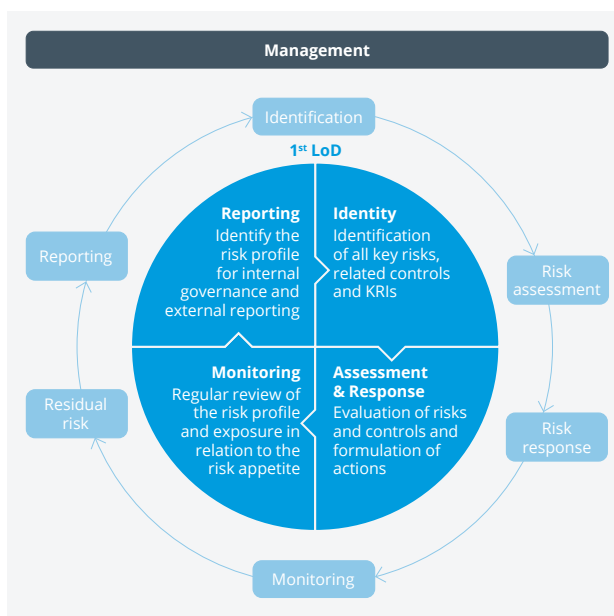 Management
Identification
1st LoD
Reporting
Identify the
risk profile
for internal
governance and
external reporting
Identity
Identification
of all key risks,
related controls
and KRIs
Reporting
Risk
assessment
Monitoring
Regular review of
the risk profile
and exposure in
relation to the
risk appetite
Assessment
& Response
Evaluation of risks
and controls and
formulation of
actions
Residual
risk
Risk
response
Monitoring